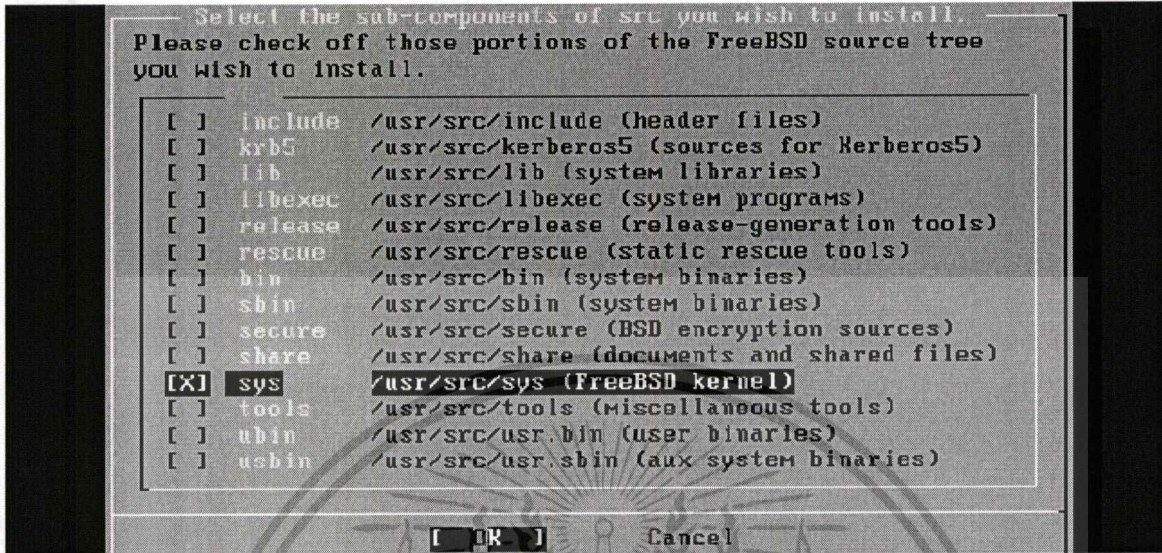 Select the sub-components of src you wish to install.
Please check off those portions of the FreeBSD source tree
you wish to install.
[ ] include /usr/src/include (header files)
[ ] krb5 /usr/src/kerberos5 (sources for Kerberos5)
[ ] lib /usr/src/lib (system libraries)
[ ] libexec /usr/src/libexec (system programs)
[ ] release /usr/src/release (release-generation tools)
[ ] rescue /usr/src/rescue (static rescue tools)
[ ] bin /usr/src/bin (system binaries)
[ ] sbin /usr/src/sbin (system binaries)
[ ] secure /usr/src/secure (BSD encryption sources)
[ ] share /usr/src/share (documents and shared files)
[X] sys /usr/src/sys (FreeBSD kernel)
[ ] tools /usr/src/tools (miscellaneous tools)
[ ] ubin /usr/src/usr.bin (user binaries)
[ ] usbin /usr/src/usr.sbin (aux system binaries)
[ OK ] Cancel